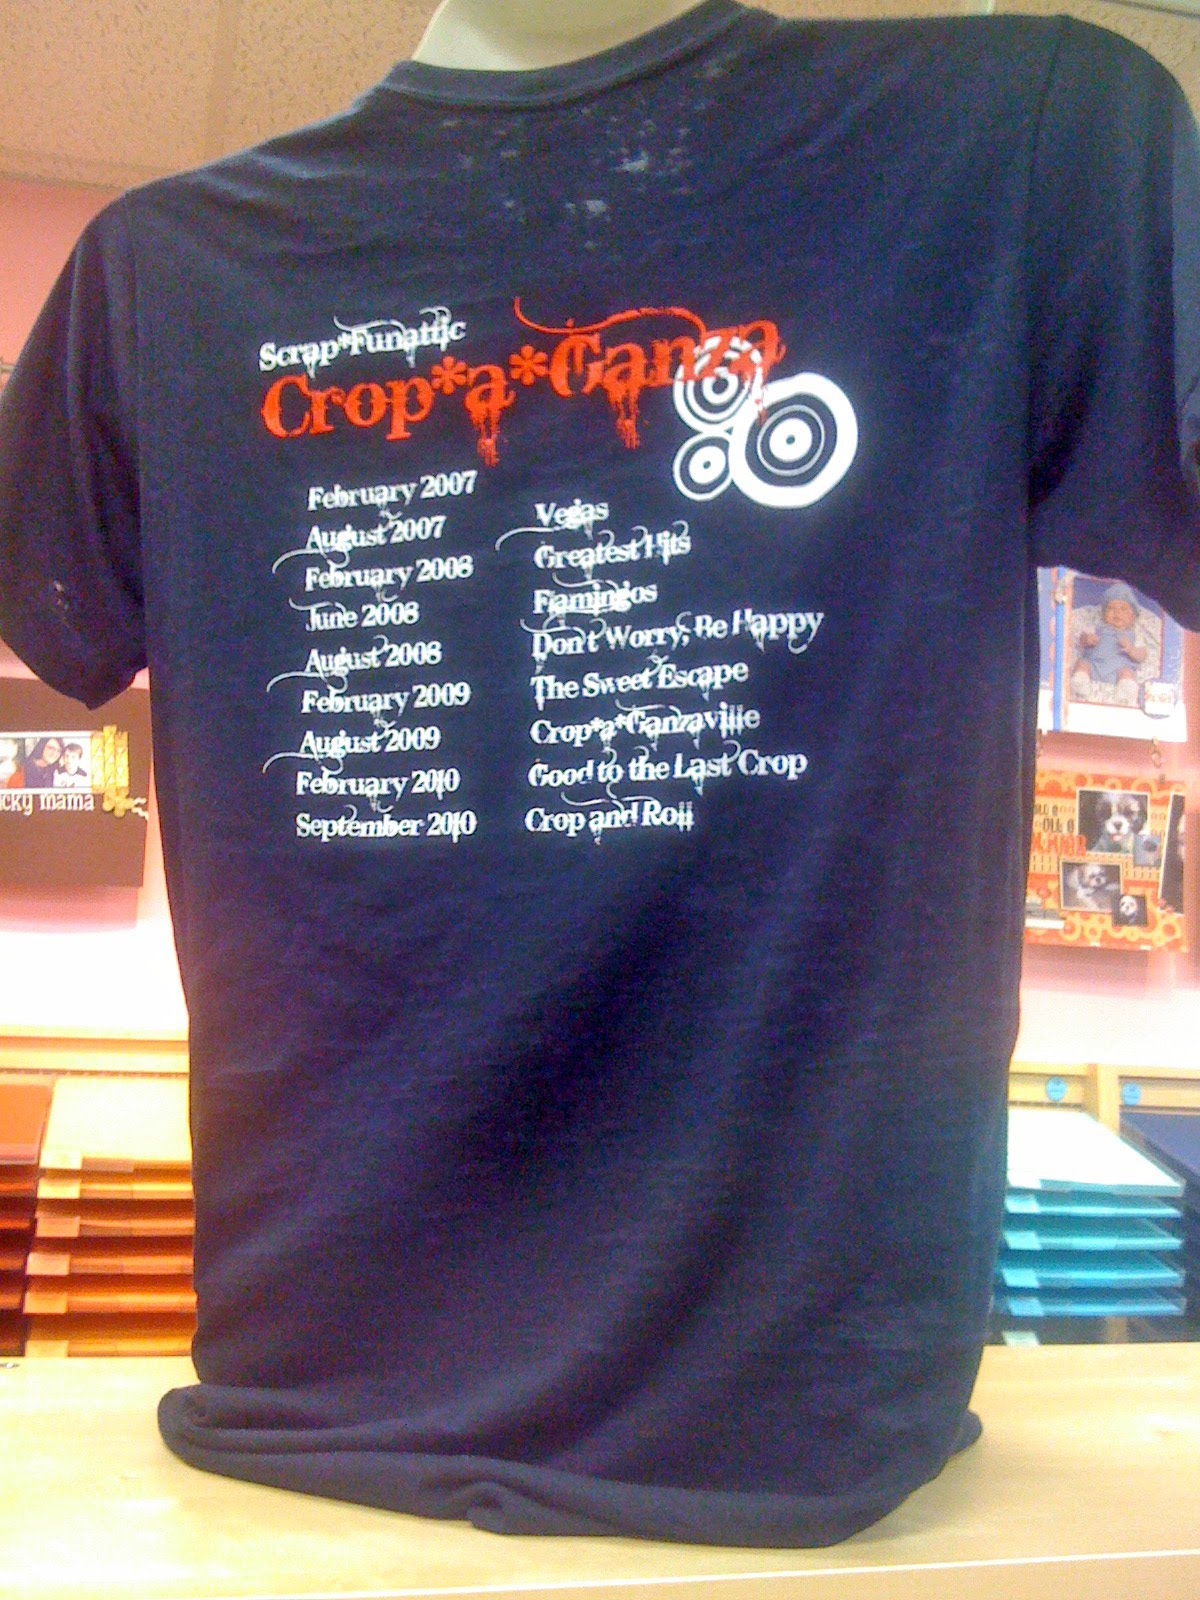 Scrap*Funattic
Crop*a*Ganza
February 2007
August 2007
February 2008
June 2008
August 2008
February 2009
August 2009
February 2010
September 2010
Vegas
Greatest Hits
Flamingos
Don't Worry, Be Happy
The Sweet Escape
Crop*a*Ganzaville
Good to the Last Crop
Crop and Roll
mama